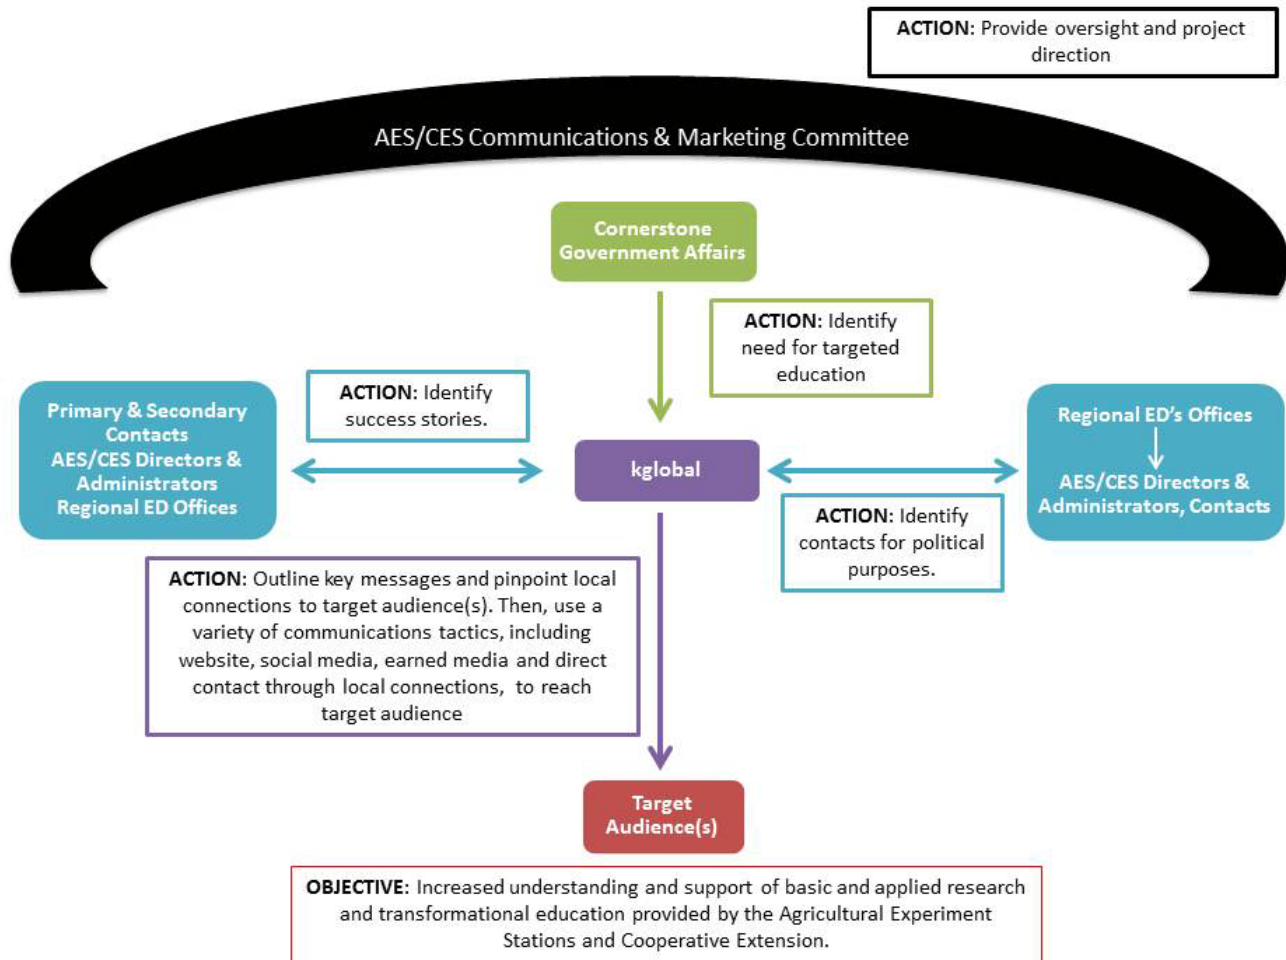 ACTION: Provide oversight and project
direction
AES/CES Communications & Marketing Committee
Cornerstone
Government Affairs
ACTION: Identify
need for targeted
education
ACTION: Identify
success stories.
Primary & Secondary
Contacts
AES/CES Directors &
Administrators
Regional ED Offices
kglobal
Regional ED's Offices
AES/CES Directors &
Administrators, Contacts
ACTION: Identify
contacts for political
purposes.
ACTION: Outline key messages and pinpoint local
connections to target audience(s). Then, use a
variety of communications tactics, including
website, social media, earned media and direct
contact through local connections, to reach
target audience
Target
Audience(s)
OBJECTIVE: Increased understanding and support of basic and applied research
and transformational education provided by the Agricultural Experiment
Stations and Cooperative Extension.